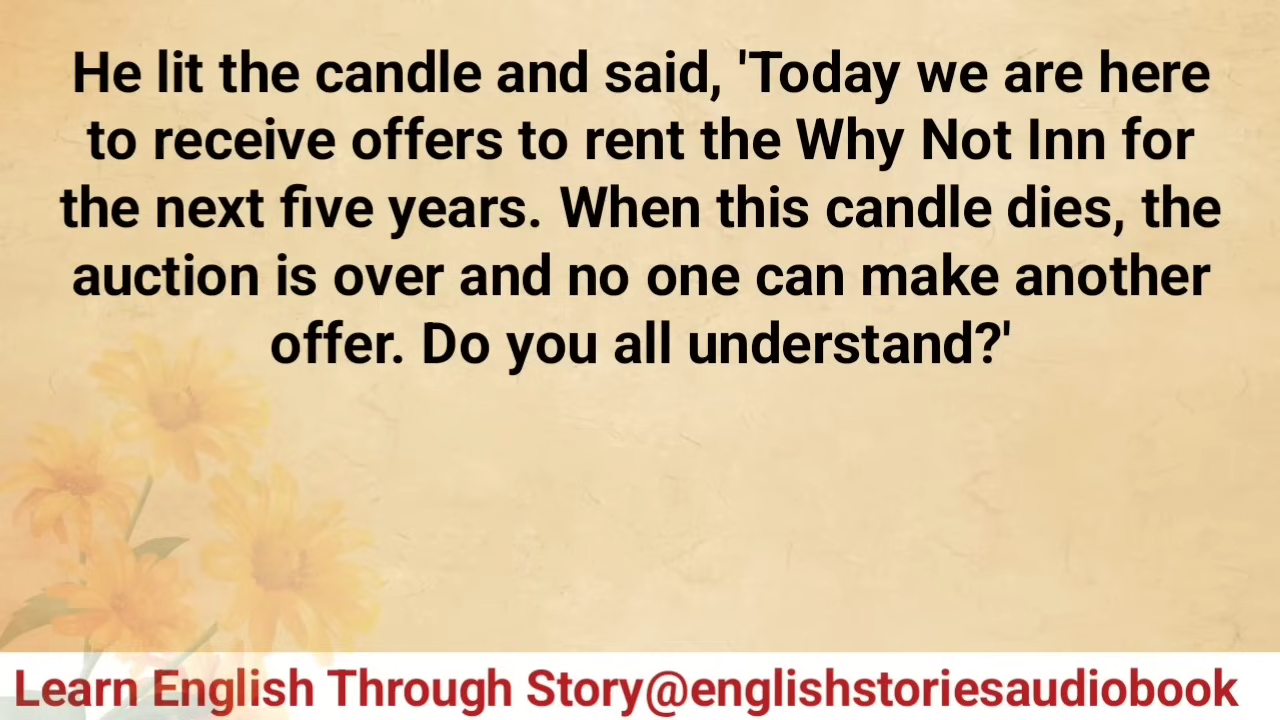 He lit the candle and said, 'Today we are here
to receive offers to rent the Why Not Inn for
the next five years. When this candle dies, the
auction is over and no one can make another
offer. Do you all understand?'
Learn English Through Story@englishstoriesaudiobook